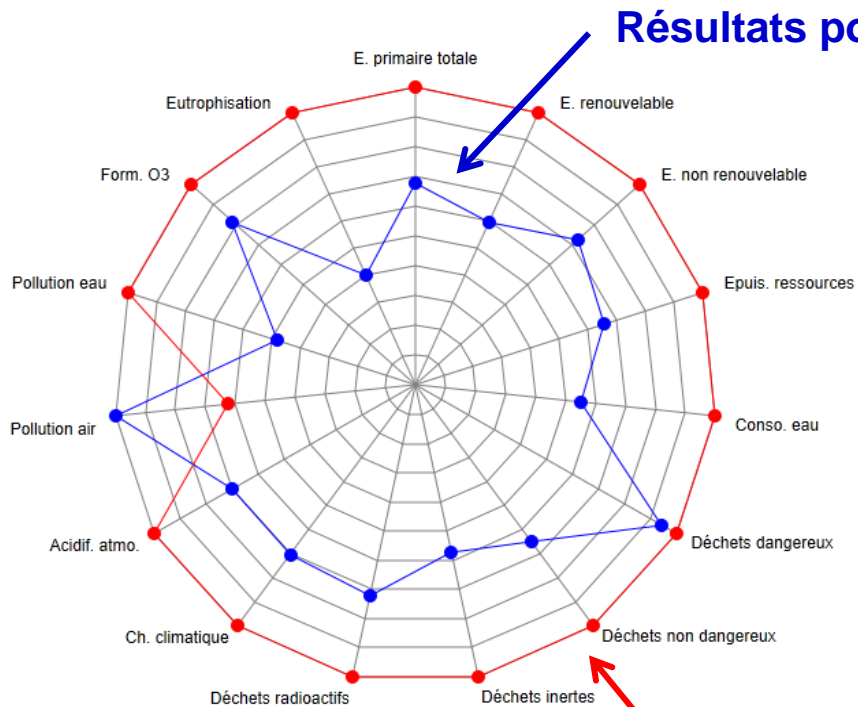 Résultats
E. primaire totale
Eutrophisation
E. renouvelable
Form. O3
E. non renouvelable
Pollution eau
Epuis. ressources
Pollution air
Conso. eau
Acidif. atmo.
Déchets dangereux
Ch. climatique
Déchets non dangereux
Déchets radioactifs
Déchets inertes